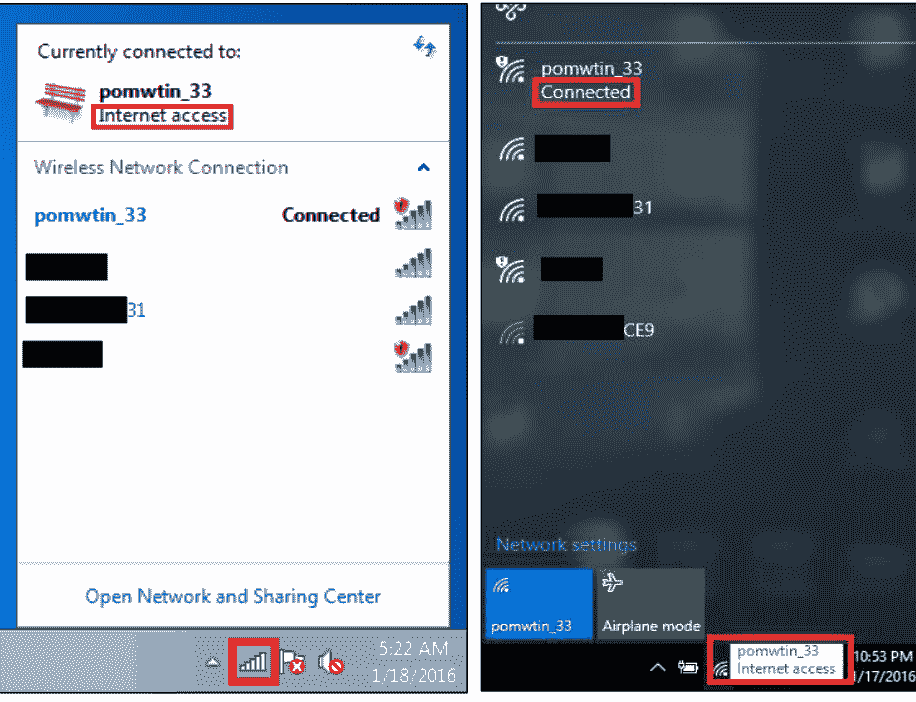 Currently connected to:
pomwtin_33
Internet access
Wireless Network Connection
pomwtin_33 Connected
31
Open Network and Sharing Center
5:22 AM
1/18/2016
pomwtin_33
Connected
31
CE9
Network settings
pomwtin_33
Airplane mode
pomwtin_33
Internet access
10:53 PM
1/17/2016